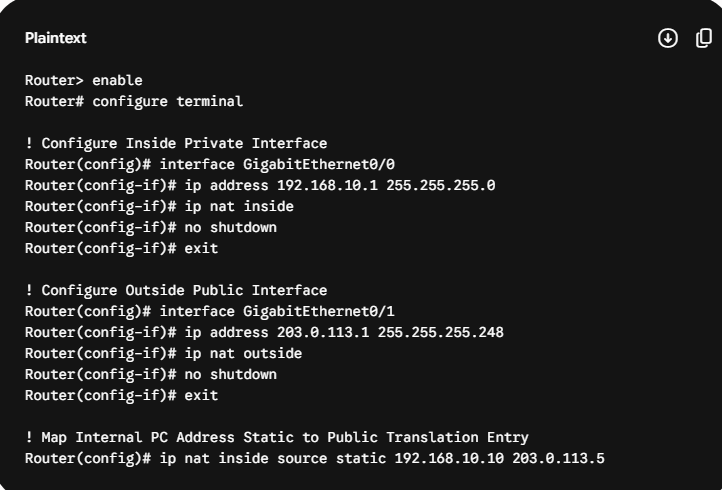 Plaintext
Router> enable
Router# configure terminal
! Configure Inside Private Interface
Router(config)# interface GigabitEthernet0/0
Router(config-if)# ip address 192.168.10.1 255.255.255.0
Router(config-if)# ip nat inside
Router(config-if)# no shutdown
Router(config-if)# exit
! Configure Outside Public Interface
Router(config)# interface GigabitEthernet0/1
Router(config-if)# ip address 203.0.113.1 255.255.255.248
Router(config-if)# ip nat outside
Router(config-if)# no shutdown
Router(config-if)# exit
! Map Internal PC Address Static to Public Translation Entry
Router(config)# ip nat inside source static 192.168.10.10 203.0.113.5